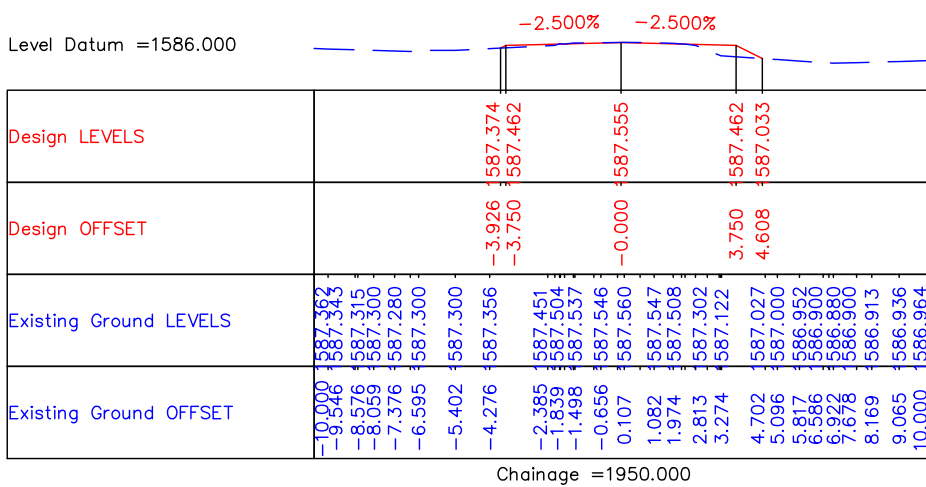 -2.500% -2.500%
Level Datum =1586.000
Design LEVELS 1587.374 1587.462 1587.555 1587.462 1587.033
Design OFFSET -3.926 -3.750 -0.000 3.750 4.608
Existing Ground LEVELS 1587.362 1587.343 1587.315 1587.300 1587.280 1587.300 1587.300 1587.356 1587.451 1587.504 1587.537 1587.546 1587.560 1587.547 1587.508 1587.302 1587.122 1587.027 1587.000 1586.952 1586.900 1586.880 1586.900 1586.913 1586.936 1586.964
Existing Ground OFFSET -10.000 -9.546 -8.576 -8.059 -7.376 -6.595 -5.402 -4.276 -2.385 -1.839 -1.498 -0.656 0.107 1.082 1.974 2.813 3.274 4.702 5.096 5.817 6.586 6.922 7.678 8.169 9.065 10.000
Chainage =1950.000